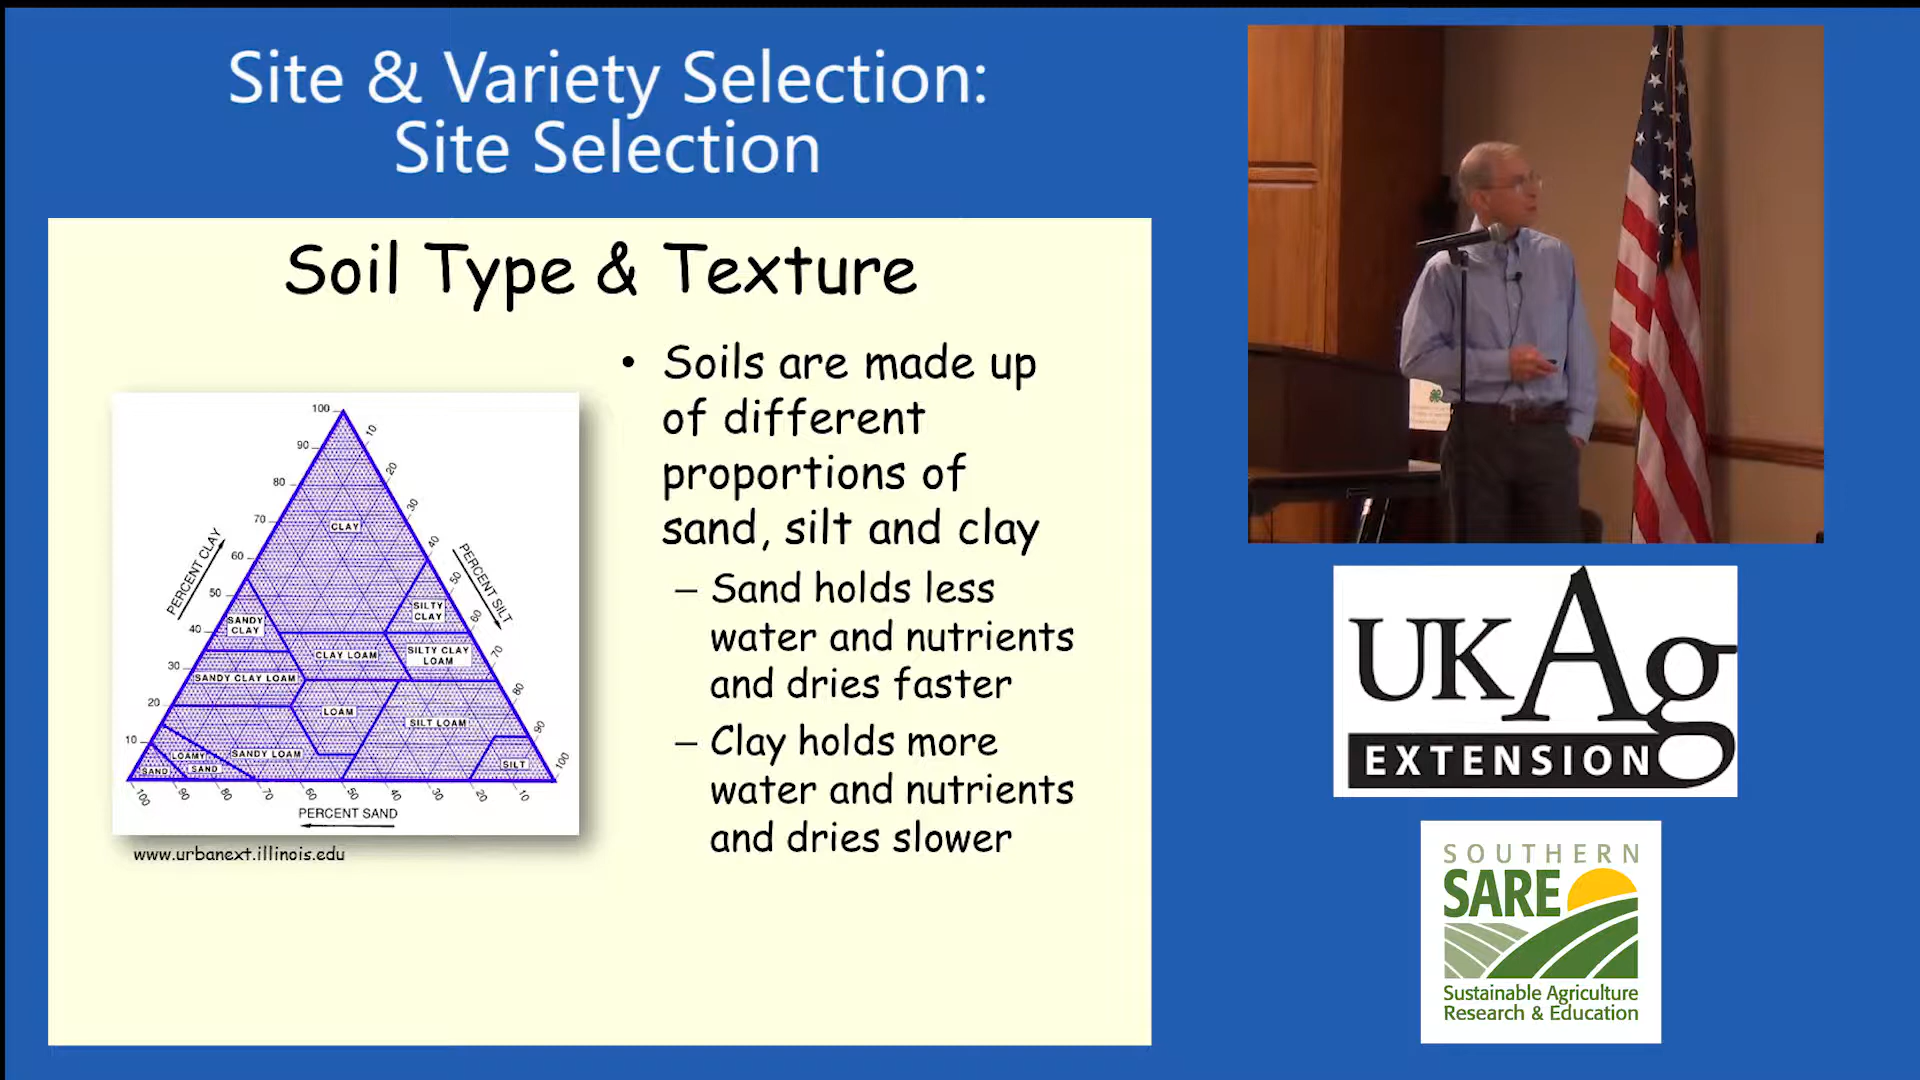 Site & Variety Selection:
Site Selection
Soil Type & Texture
• Soils are made up
of different
proportions of
sand, silt and clay
– Sand holds less
water and nutrients
and dries faster
– Clay holds more
water and nutrients
and dries slower
100
90
80
70
60
50
40
30
20
10
PERCENT CLAY
10
20
30
40
50
60
70
80
90
100
PERCENT SILT
CLAY
SILTY
CLAY
SANDY
CLAY
CLAY LOAM
SILTY CLAY
LOAM
SANDY CLAY LOAM
LOAM
SILT LOAM
SANDY LOAM
LOAMY
SAND
SAND
SILT
100
90
80
70
60
50
40
30
20
10
PERCENT SAND
www.urbanext.illinois.edu
UKAg
EXTENSION
SOUTHERN
SARE
Sustainable Agriculture
Research & Education